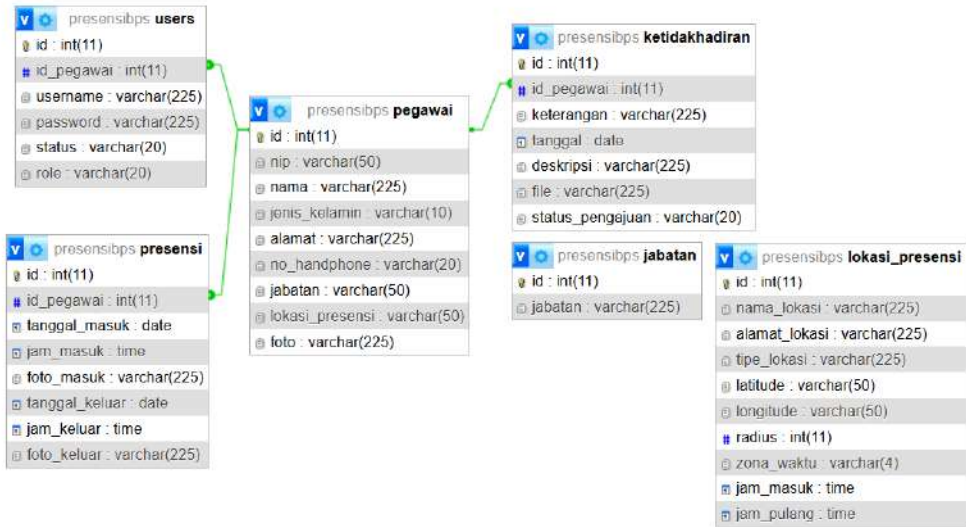 presensibps users
id : int(11)
id_pegawai : int(11)
username : varchar(225)
password : varchar(225)
status : varchar(20)
role : varchar(20)
presensibps presensi
id : int(11)
id_pegawai : int(11)
tanggal_masuk : date
jam_masuk : time
foto_masuk : varchar(225)
tanggal_keluar : date
jam_keluar : time
foto_keluar : varchar(225)
presensibps pegawai
id : int(11)
nip : varchar(50)
nama : varchar(225)
jenis_kelamin : varchar(10)
alamat : varchar(225)
no_handphone : varchar(20)
jabatan : varchar(50)
lokasi_presensi : varchar(50)
foto : varchar(225)
presensibps ketidakhadiran
id : int(11)
id_pegawai : int(11)
keterangan : varchar(225)
tanggal : date
deskripsi : varchar(225)
file : varchar(225)
status_pengajuan : varchar(20)
presensibps jabatan
id : int(11)
jabatan : varchar(225)
presensibps lokasi_presensi
id : int(11)
nama_lokasi : varchar(225)
alamat_lokasi : varchar(225)
tipe_lokasi : varchar(225)
latitude : varchar(50)
longitude : varchar(50)
radius : int(11)
zona_waktu : varchar(4)
jam_masuk : time
jam_pulang : time